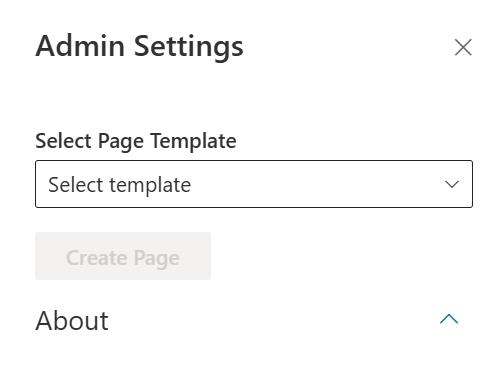 Admin Settings
Select Page Template
Select template
Create Page
About